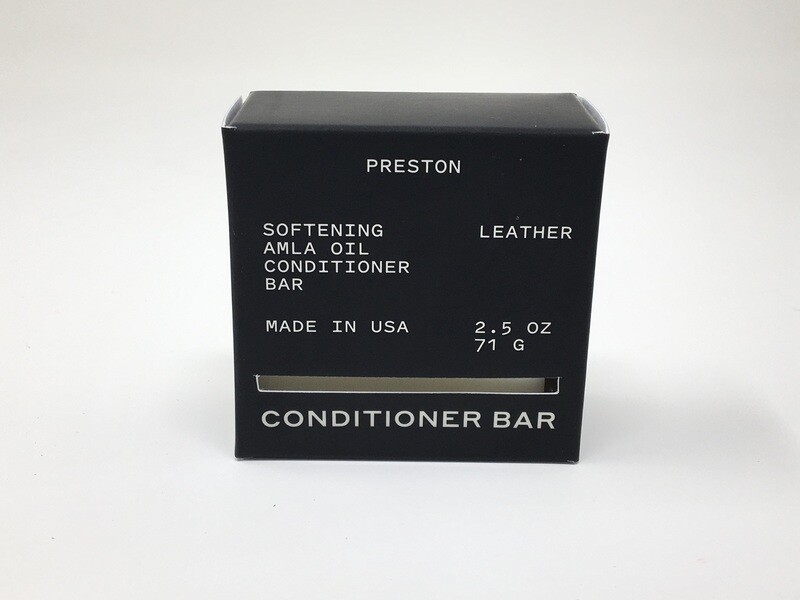 PRESTON
SOFTENING
AMLA OIL
CONDITIONER
BAR
LEATHER
MADE IN USA
2.5 OZ
71 G
CONDITIONER BAR